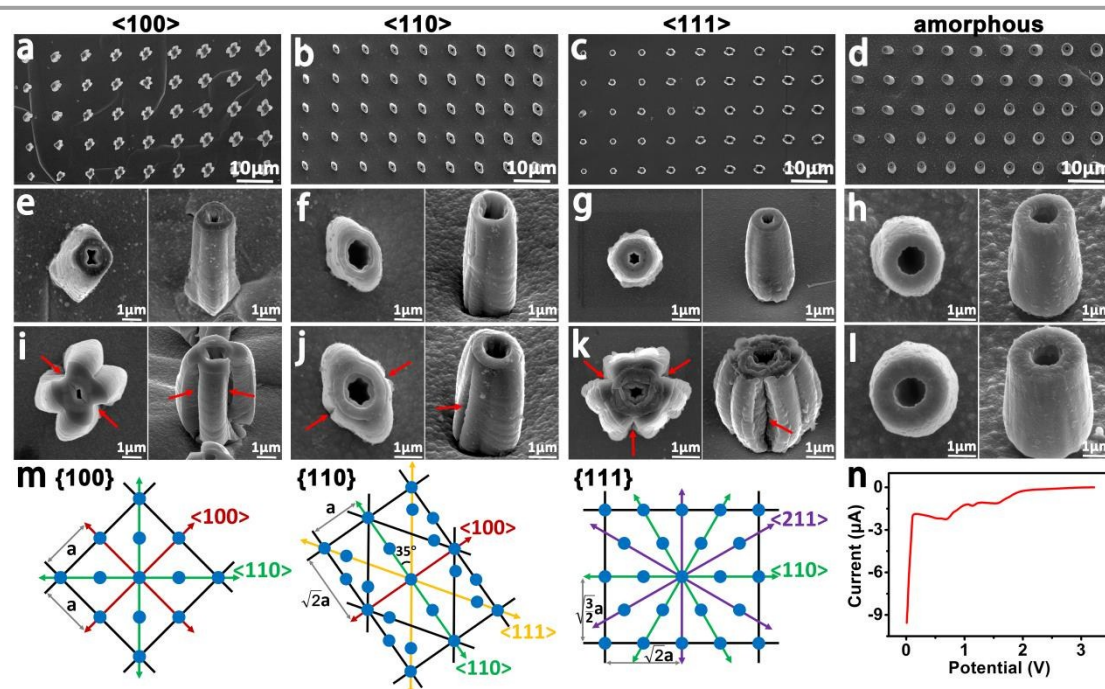 <100> <110> <111> amorphous
a b c d
10μm 10μm 10μm 10μm
e f g h
1μm 1μm 1μm 1μm 1μm 1μm 1μm 1μm
i j k l
1μm 1μm 1μm 1μm 1μm 1μm 1μm 1μm
m {100} {110} {111} n
<100> a <110> a
a 35° <100> √2a <111> <110>
<211> <110> √3/2a √2a
0 -3 -6 -9
Current (μA)
0 1 2 3
Potential (V)